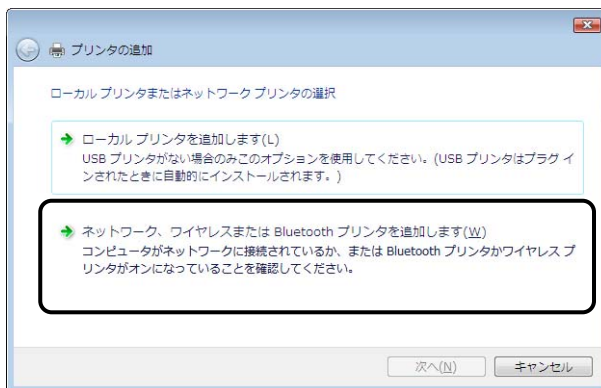 プリンタの追加
ローカル プリンタまたはネットワーク プリンタの選択
ローカル プリンタを追加します(L)
USB プリンタがない場合のみこのオプションを使用してください。(USB プリンタはプラグ イ
ンされたときに自動的にインストールされます。)
ネットワーク、ワイヤレスまたは Bluetooth プリンタを追加します(W)
コンピュータがネットワークに接続されているか、または Bluetooth プリンタかワイヤレス プ
リンタがオンになっていることを確認してください。
次へ(N)
キャンセル